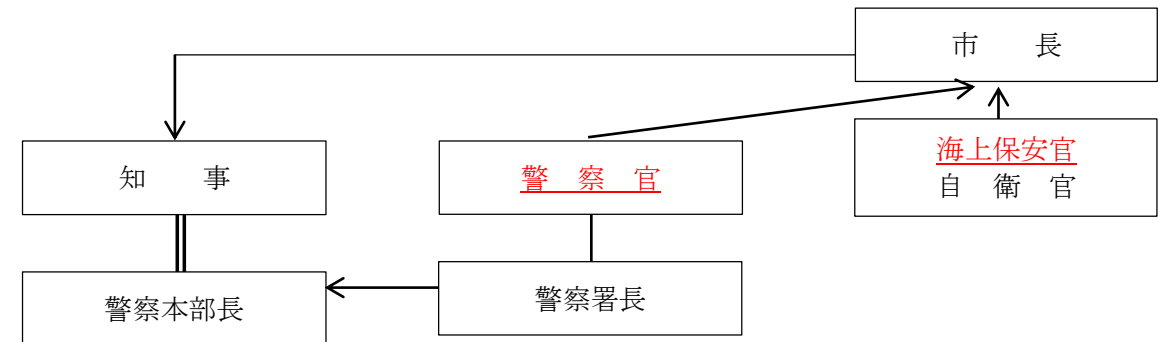 市　　長
知　　事
警　察　官
海上保安官
自　衛　官
警察本部長
警察署長